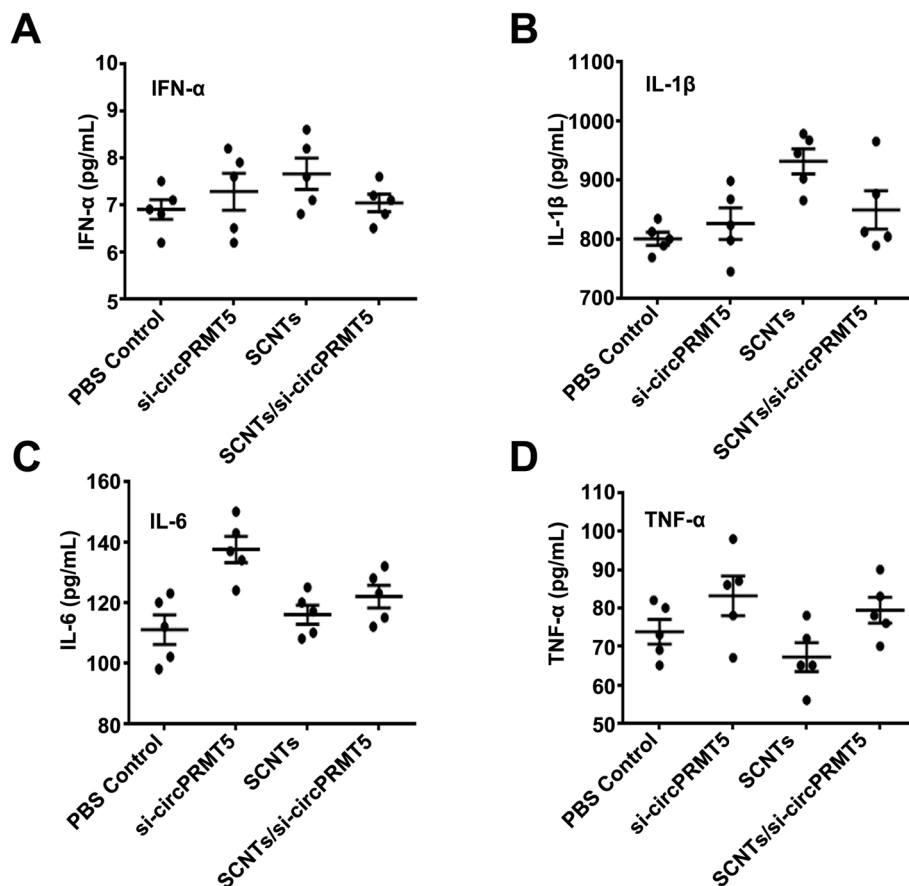 A
IFN-α
IFN-α (pg/mL)
10
9
8
7
6
5
PBS Control
si-circPRMT5
SCNTs
SCNTs/si-circPRMT5
B
IL-1β
IL-1β (pg/mL)
1100
1000
900
800
700
PBS Control
si-circPRMT5
SCNTs
SCNTs/si-circPRMT5
C
IL-6
IL-6 (pg/mL)
160
140
120
100
80
PBS Control
si-circPRMT5
SCNTs
SCNTs/si-circPRMT5
D
TNF-α
TNF-α (pg/mL)
110
100
90
80
70
60
50
PBS Control
si-circPRMT5
SCNTs
SCNTs/si-circPRMT5